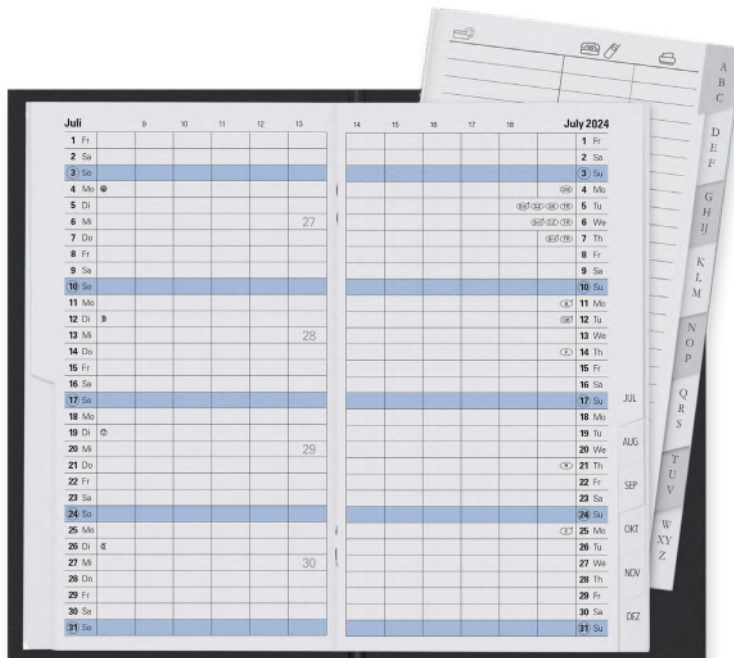 Juli 9 10 11 12 13
1 Fr
2 Sa
3 So
4 Mo
5 Di
6 Mi 27
7 Do
8 Fr
9 Sa
10 So
11 Mo
12 Di
13 Mi 28
14 Do
15 Fr
16 Sa
17 So
18 Mo
19 Di
20 Mi 29
21 Do
22 Fr
23 Sa
24 So
25 Mo
26 Di
27 Mi 30
28 Do
29 Fr
30 Sa
31 So
14 15 16 17 18 July 2024
1 Fr
2 Sa
3 Su
4 Mo
5 Tu
6 We
7 Th
8 Fr
9 Sa
10 Su
11 Mo
12 Tu
13 We
14 Th
15 Fr
16 Sa
17 Su
18 Mo
19 Tu
20 We
21 Th
22 Fr
23 Sa
24 Su
25 Mo
26 Tu
27 We
28 Th
29 Fr
30 Sa
31 Su
JUL
AUG
SEP
OKT
NOV
DEZ
A
B
C
D
E
F
G
H
IJ
K
L
M
N
O
P
Q
R
S
T
U
V
W
XY
Z